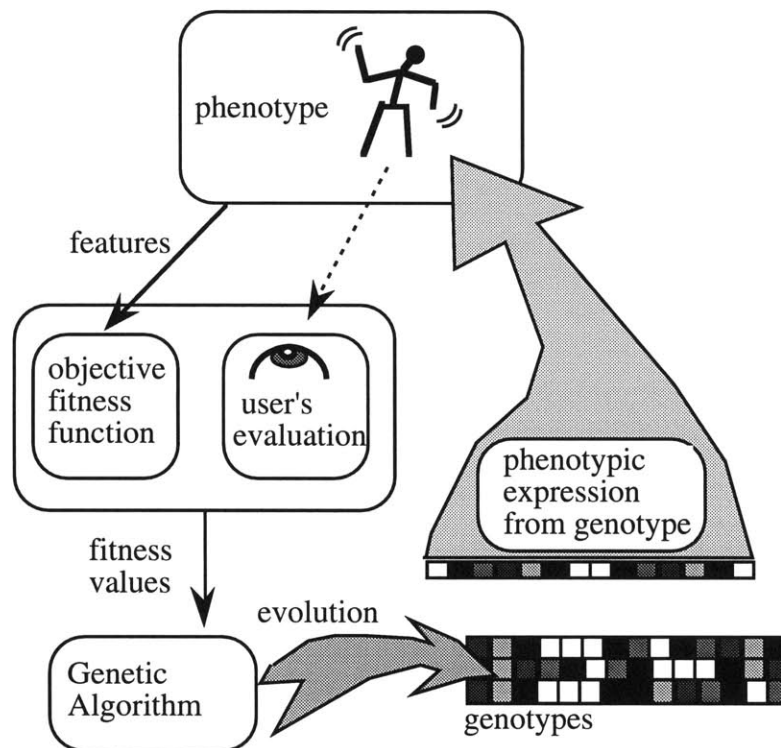 phenotype
features
objective
fitness
function
user's
evaluation
phenotypic
expression
from genotype
fitness
values
evolution
Genetic
Algorithm
genotypes